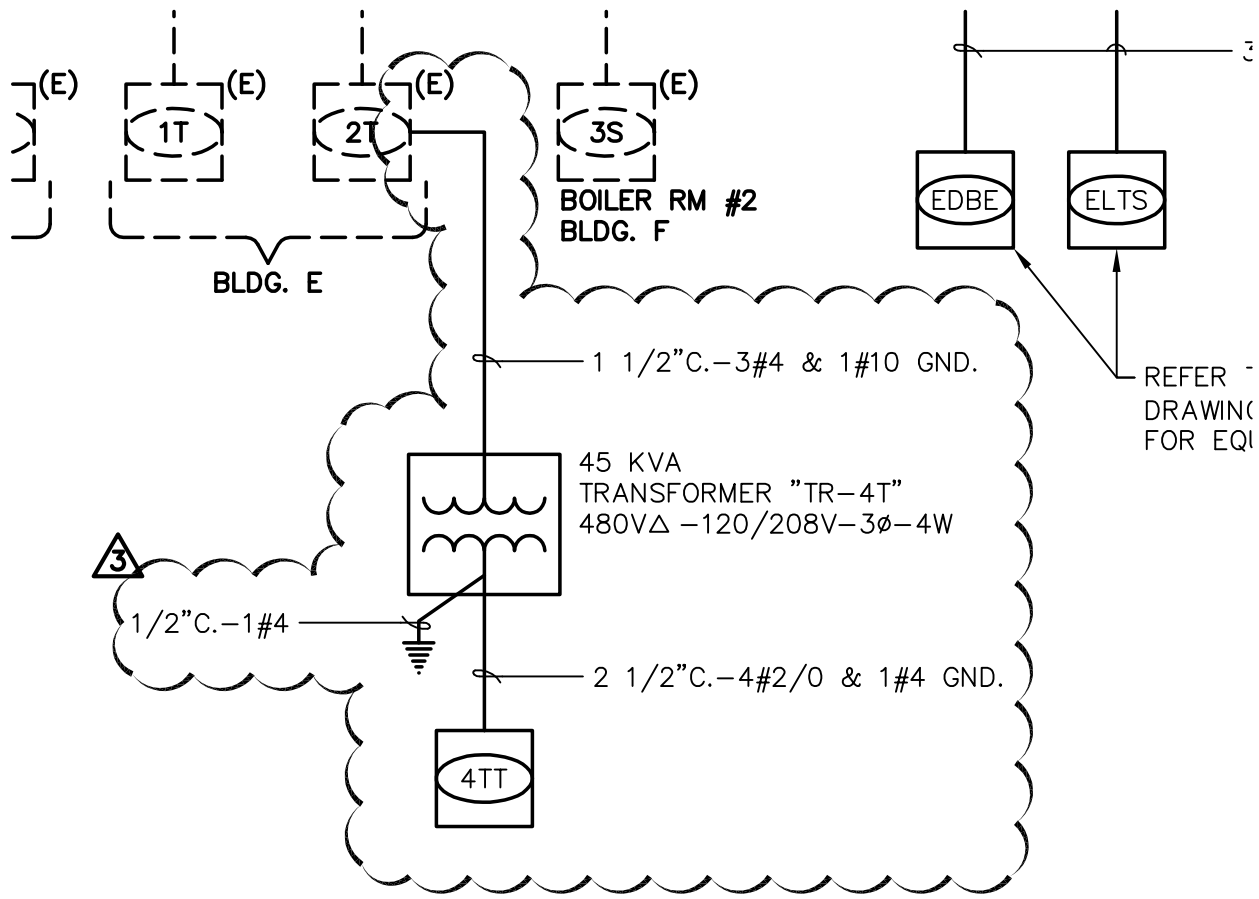 (E)
(E)
(E)
(E)
1T
2T
3S
BOILER RM #2
BLDG. F
BLDG. E
EDBE
ELTS
1 1/2"C.-3#4 & 1#10 GND.
REFER
FOR
45 KVA
TRANSFORMER "TR-4T"
480V∆ -120/208V-3ø-4W
3
1/2"C.-1#4
2 1/2"C.-4#2/0 & 1#4 GND.
4TT